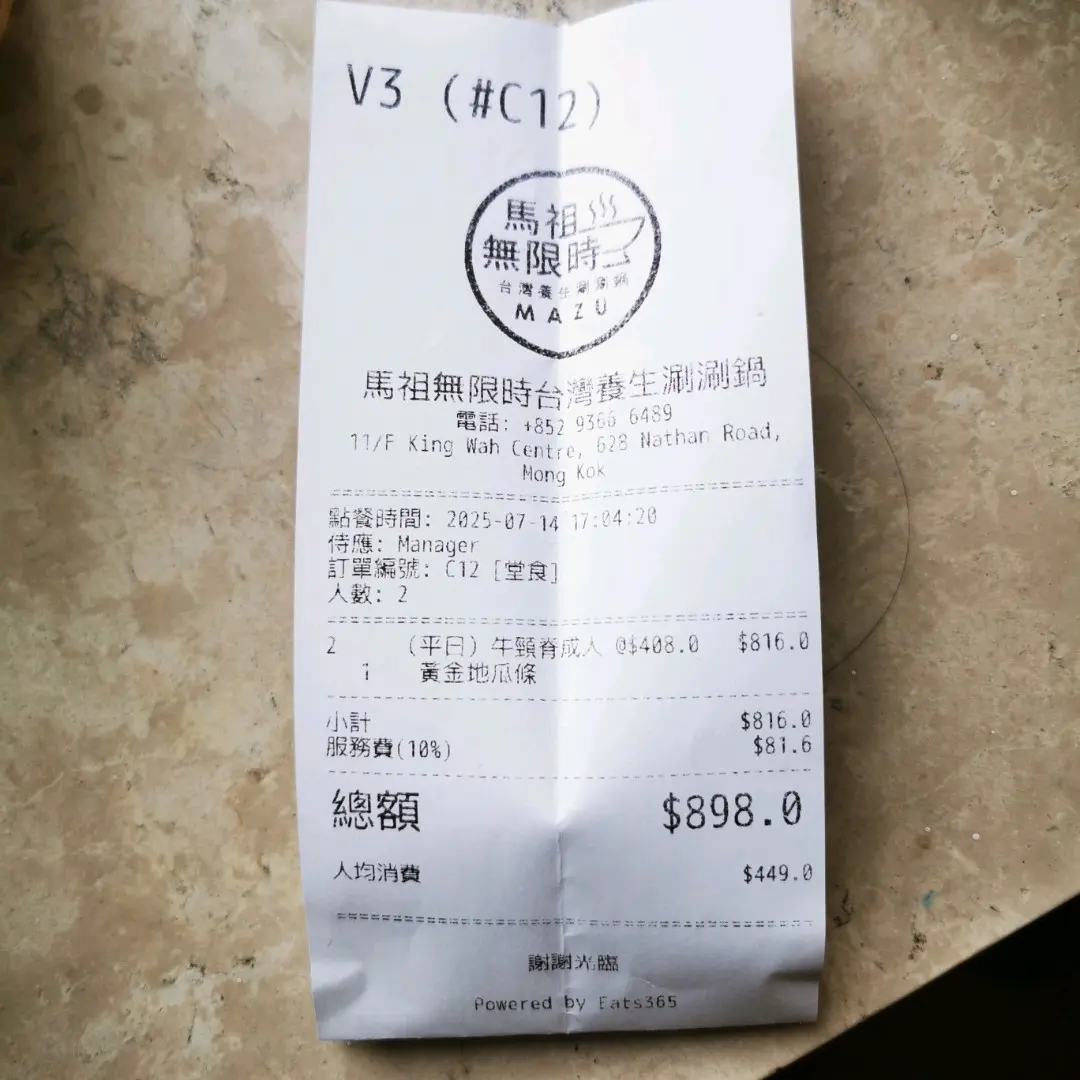 V3 (#C12)
馬祖
無限時
台灣養生涮涮鍋
MAZU
馬祖無限時台灣養生涮涮鍋
電話: +852 9366 6489
11/F King Wah Centre, 628 Nathan Road,
Mong Kok
點餐時間: 2025-07-14 17:04:20
侍應: Manager
訂單編號: C12 [堂食]
人數: 2
2 (平日) 牛頸脊成人 @$408.0 $816.0
1 黃金地瓜條
小計 $816.0
服務費(10%) $81.6
總額 $898.0
人均消費 $449.0
謝謝光臨
Powered by Eats365